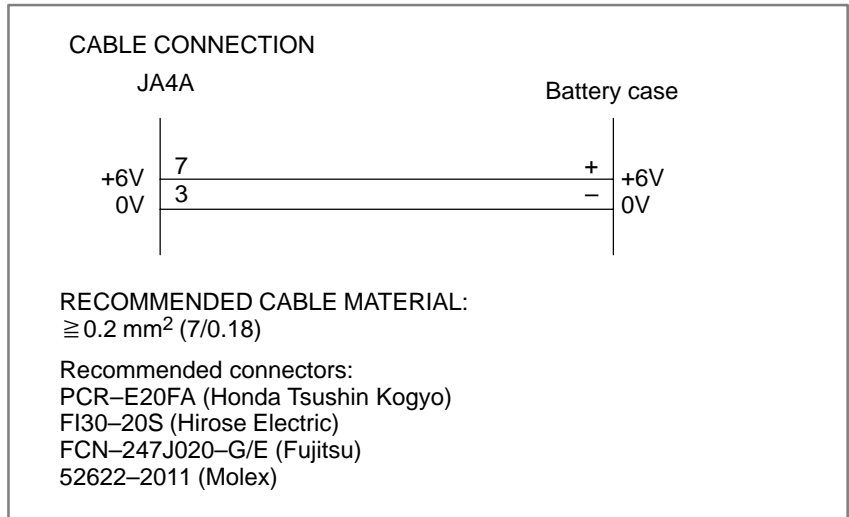 CABLE CONNECTION
JA4A
Battery case
+6V 7 + +6V
0V 3 – 0V
RECOMMENDED CABLE MATERIAL:
≧0.2 mm² (7/0.18)
Recommended connectors:
PCR–E20FA (Honda Tsushin Kogyo)
FI30–20S (Hirose Electric)
FCN–247J020–G/E (Fujitsu)
52622–2011 (Molex)